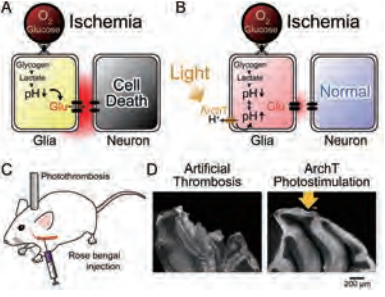 A
Ischemia
O2
Glucose
Glycogen
Lactate
pH↓
Glu
Cell
Death
Glia
Neuron
B
Ischemia
O2
Glucose
Light
Glycogen
Lactate
pH↓
Glu
ArchT
H+
pH↑
Normal
Glia
Neuron
C
Photothrombosis
Rose bengal
injection
D
Artificial
Thrombosis
ArchT
Photostimulation
200 μm